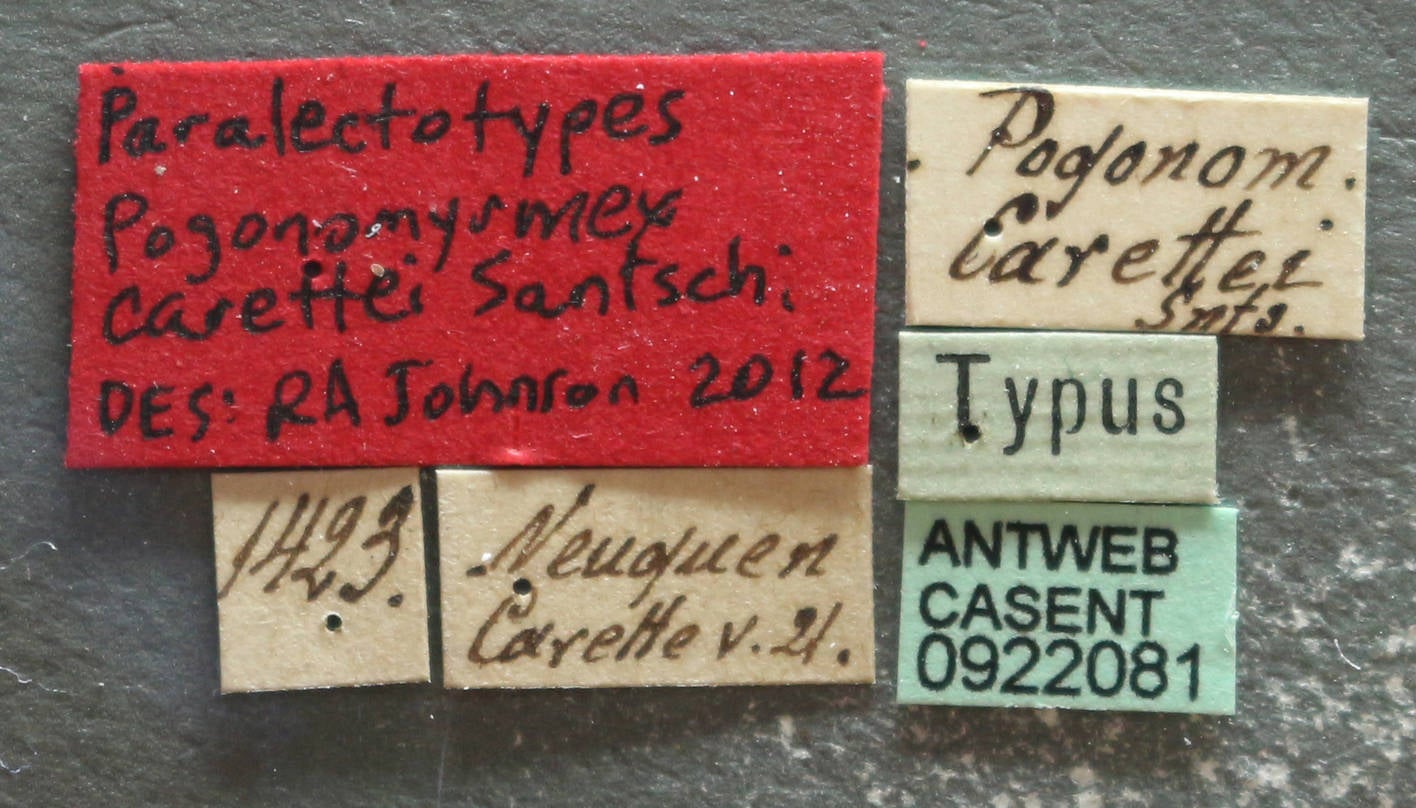 Paralectotypes
Pogonomyrmex
carettei Santschi
DES: RA Johnson 2012
Pogonom.
Carettei
Snts.
Typus
1423.
Neuquen
Carette v. 21.
ANTWEB
CASENT
0922081